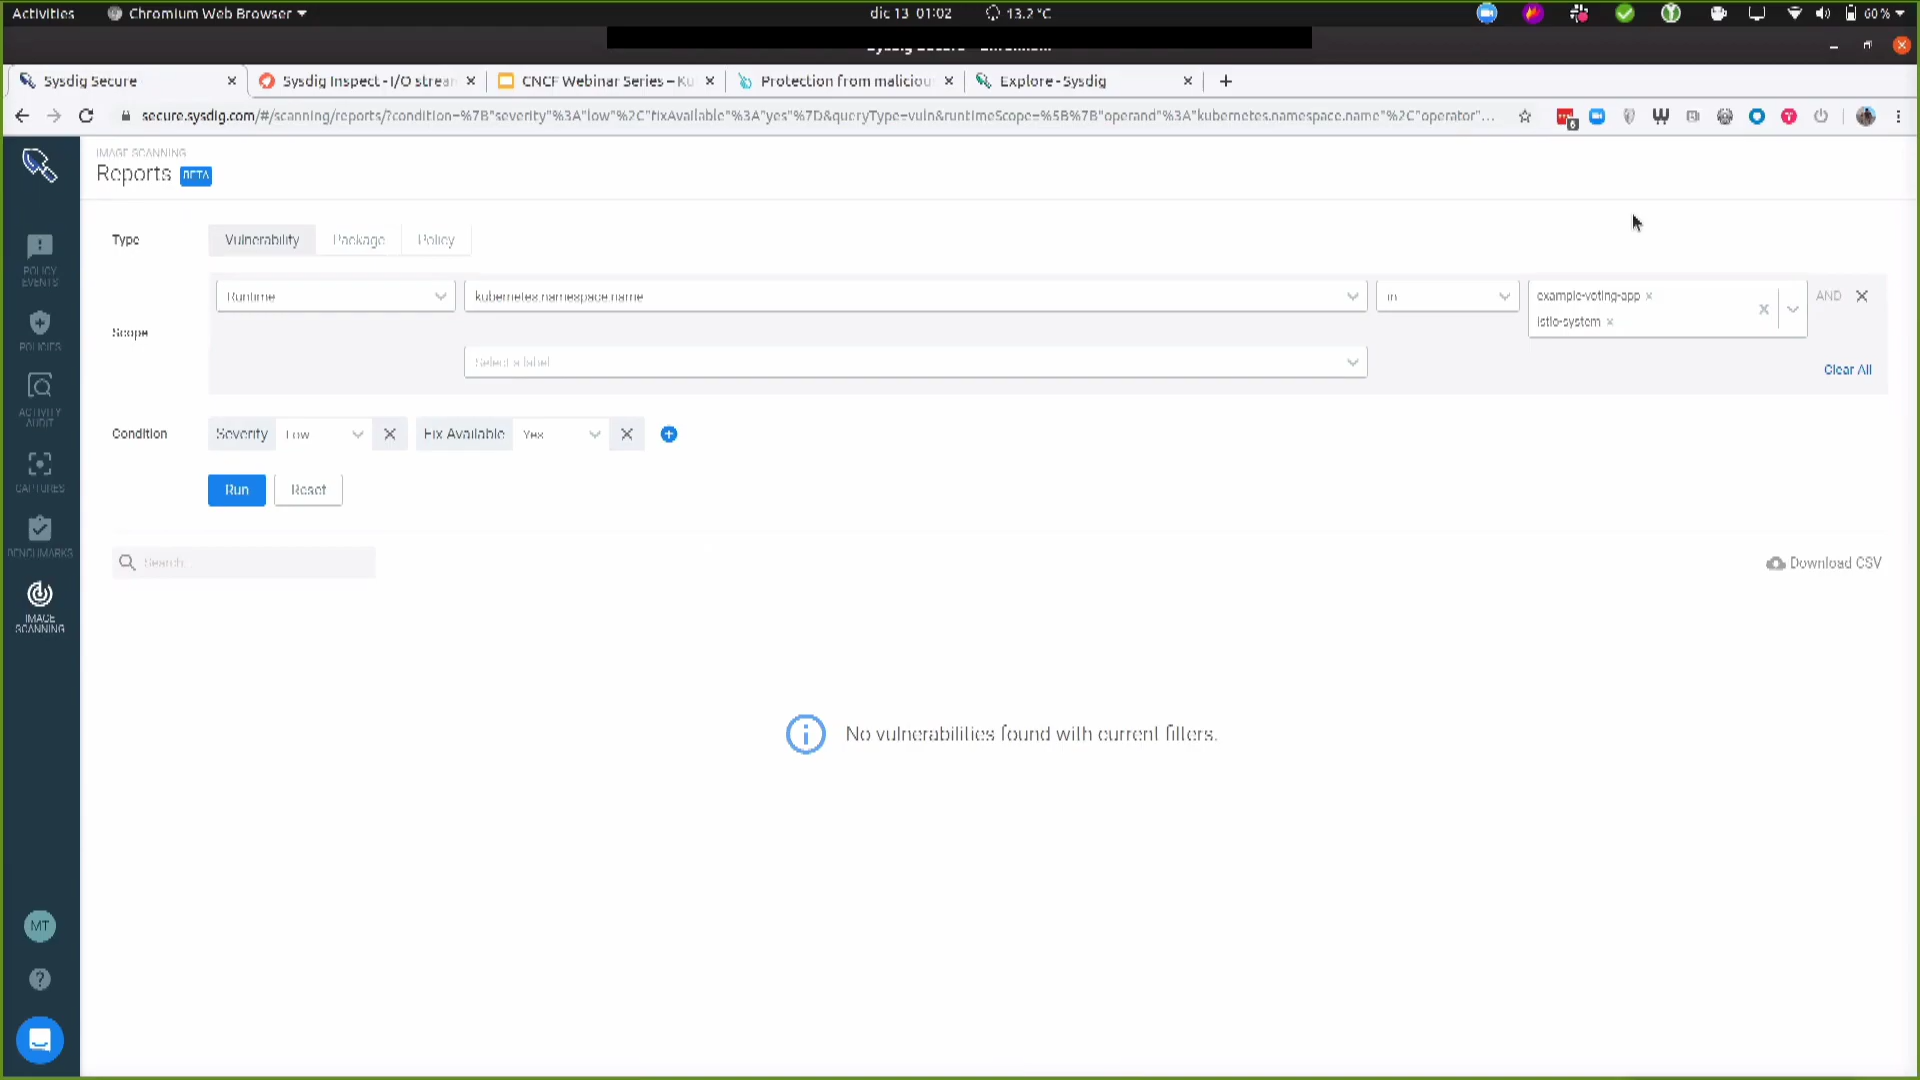 Activities
Chromium Web Browser
dic 13 01:02
13.2 °C
60 %
Sysdig Secure
Sysdig Inspect - I/O strear
CNCF Webinar Series – Ku
Protection from maliciou
Explore - Sysdig
secure.sysdig.com/#/scanning/reports/?condition=%7B"severity"%3A"low"%2C"fixAvailable"%3A"yes"%7D&queryType=vuln&runtimeScope=%5B%7B"operand"%3A"kubernetes.namespace.name"%2C"operator"...
6
IMAGE SCANNING
Reports BETA
POLICY
EVENTS
POLICIES
ACTIVITY
AUDIT
CAPTURES
BENCHMARKS
IMAGE
SCANNING
MT
Type
Vulnerability
Package
Policy
Scope
Runtime
kubernetes.namespace.name
in
example-voting-app
istio-system
AND
Select a label
Clear All
Condition
Severity
Low
Fix Available
Yes
Run
Reset
Search
Download CSV
No vulnerabilities found with current filters.